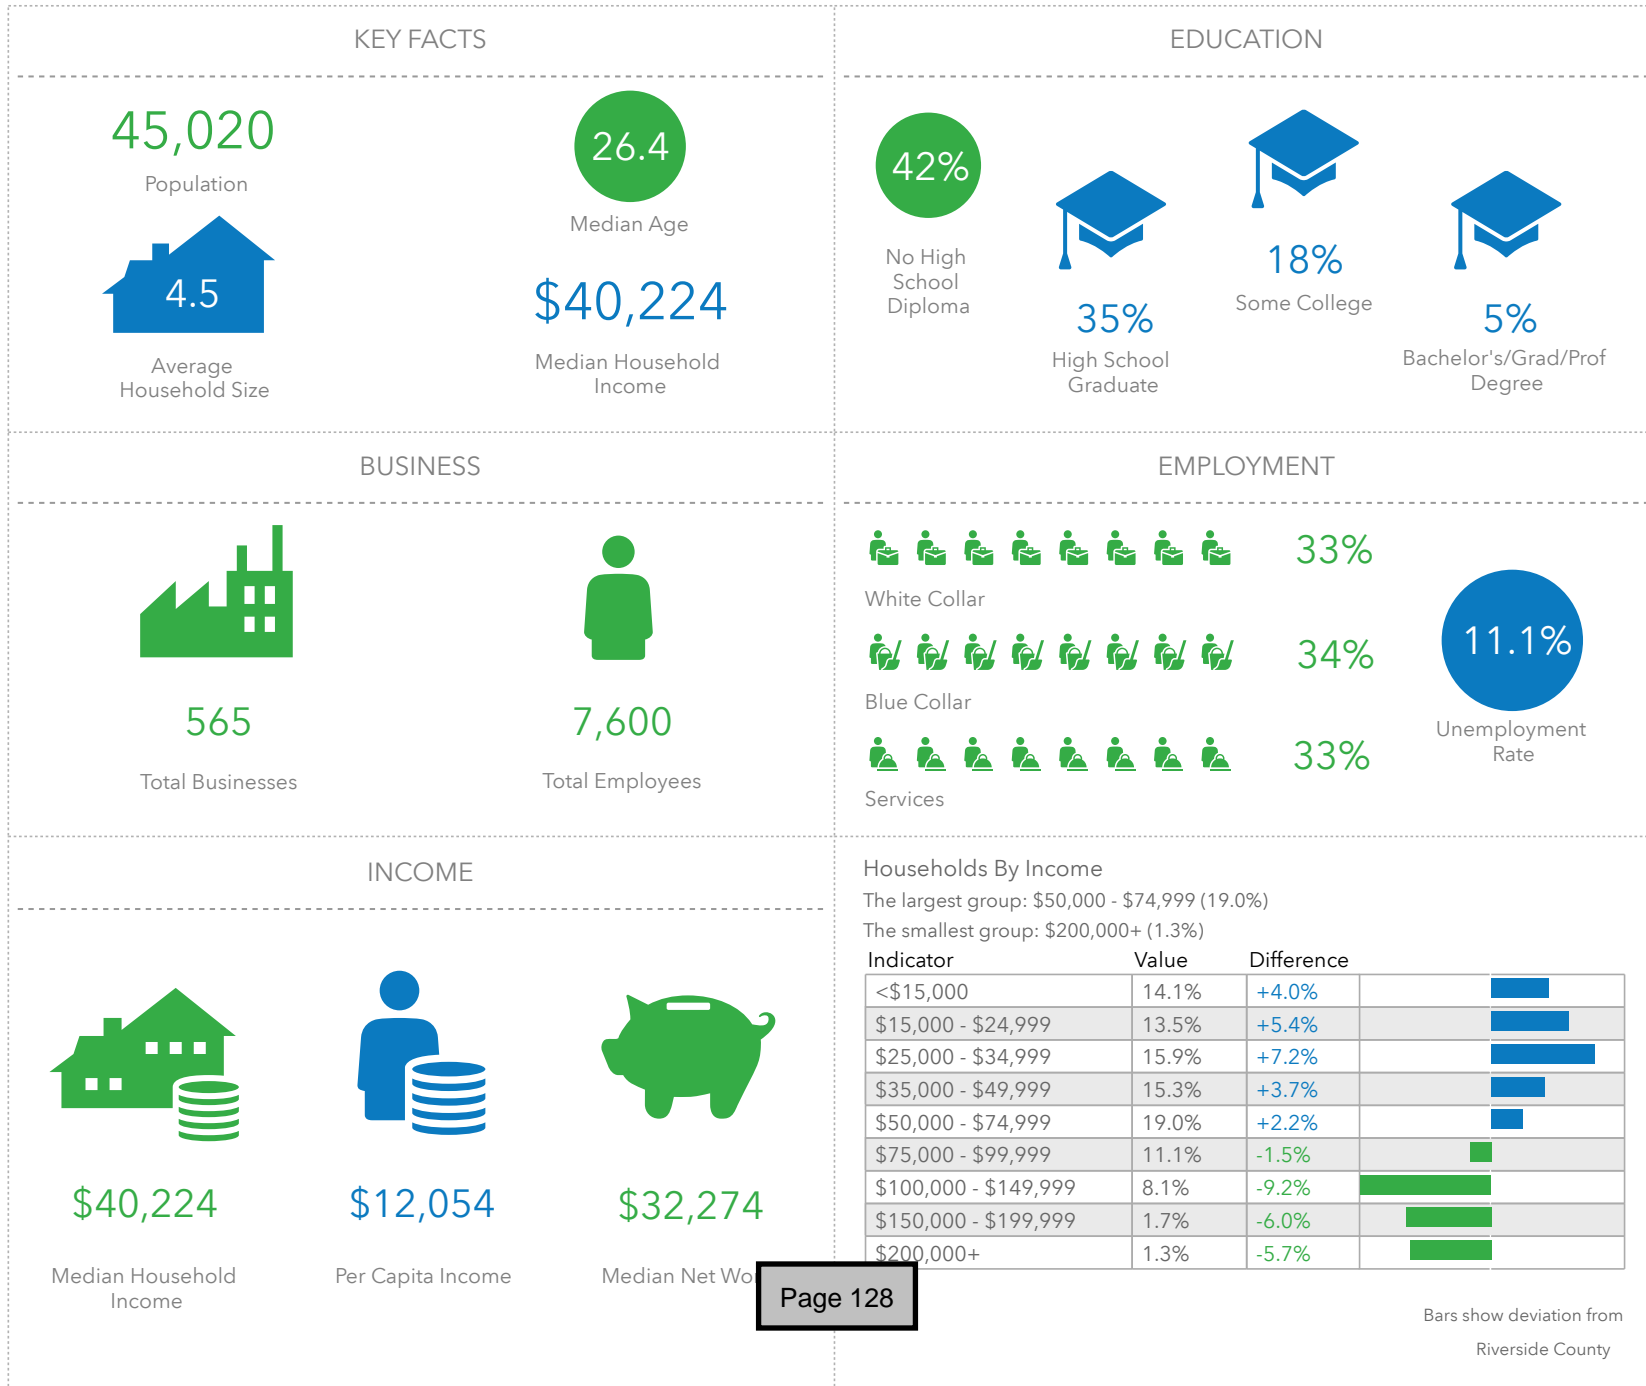 KEY FACTS
45,020
Population
26.4
Median Age
4.5
Average
Household Size
$40,224
Median Household
Income
EDUCATION
42%
No High
School
Diploma
35%
High School
Graduate
18%
Some College
5%
Bachelor's/Grad/Prof
Degree
BUSINESS
565
Total Businesses
7,600
Total Employees
EMPLOYMENT
33%
White Collar
34%
Blue Collar
33%
Services
11.1%
Unemployment
Rate
INCOME
$40,224
Median Household
Income
$12,054
Per Capita Income
$32,274
Median Net Wo
Households By Income
The largest group: $50,000 - $74,999 (19.0%)
The smallest group: $200,000+ (1.3%)
Indicator Value Difference
<$15,000 14.1% +4.0%
$15,000 - $24,999 13.5% +5.4%
$25,000 - $34,999 15.9% +7.2%
$35,000 - $49,999 15.3% +3.7%
$50,000 - $74,999 19.0% +2.2%
$75,000 - $99,999 11.1% -1.5%
$100,000 - $149,999 8.1% -9.2%
$150,000 - $199,999 1.7% -6.0%
$200,000+ 1.3% -5.7%
Page 128
Bars show deviation from
Riverside County